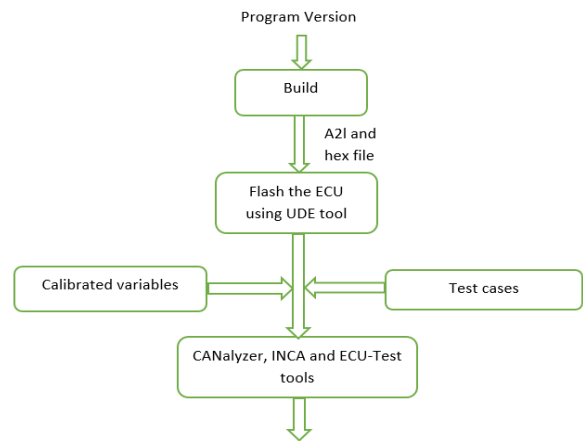 Program Version
Build
A2l and
hex file
Flash the ECU
using UDE tool
Calibrated variables
Test cases
CANalyzer, INCA and ECU-Test
tools